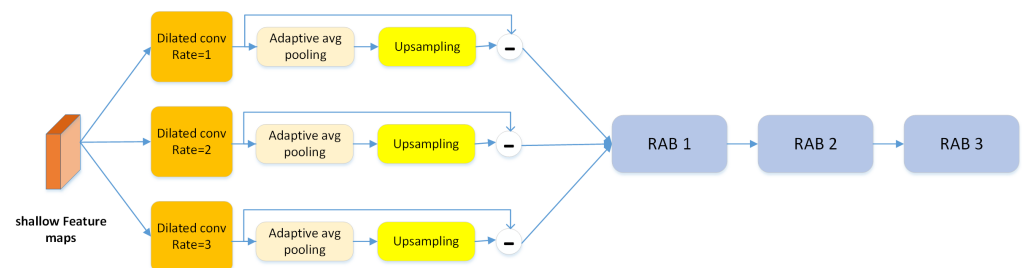 Dilated conv
Rate=1
Adaptive avg
pooling
Upsampling
-
Dilated conv
Rate=2
Adaptive avg
pooling
Upsampling
-
RAB 1
RAB 2
RAB 3
shallow Feature
maps
Dilated conv
Rate=3
Adaptive avg
pooling
Upsampling
-